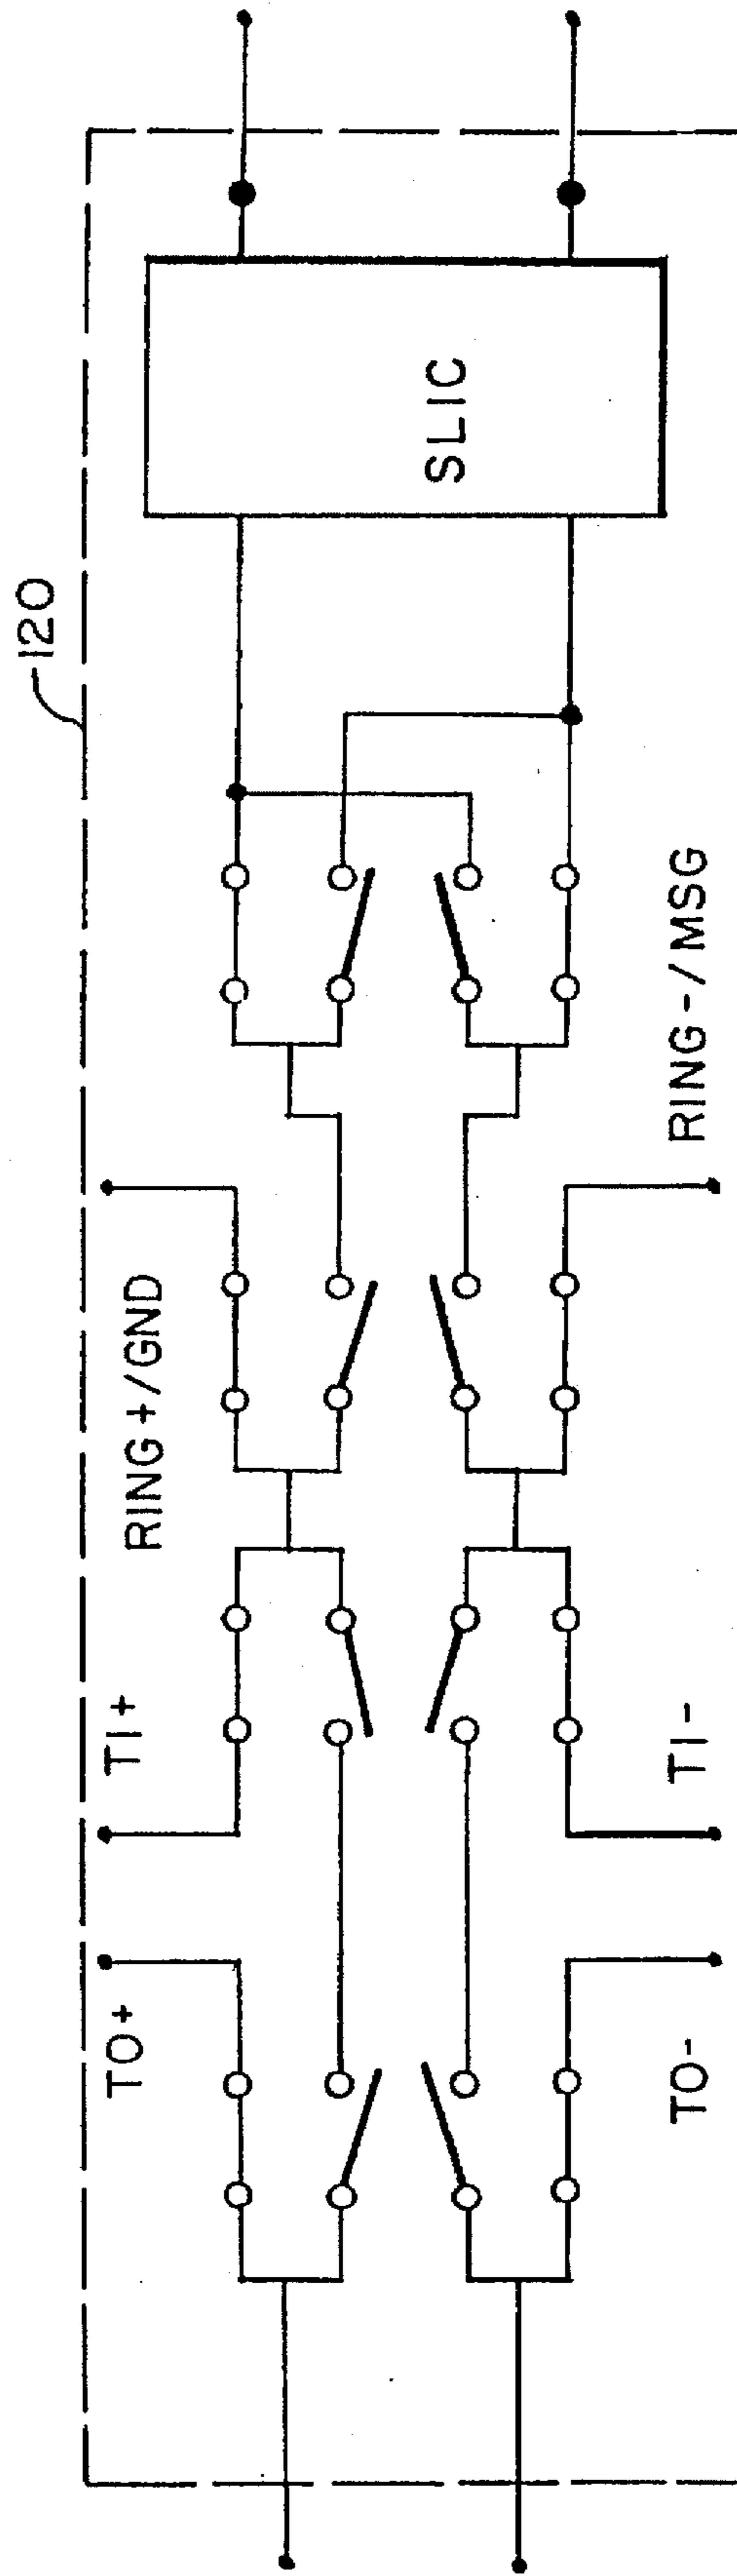 120
SLIC
RING+/GND
RING-/MSG
TI+
TI-
TO+
TO-